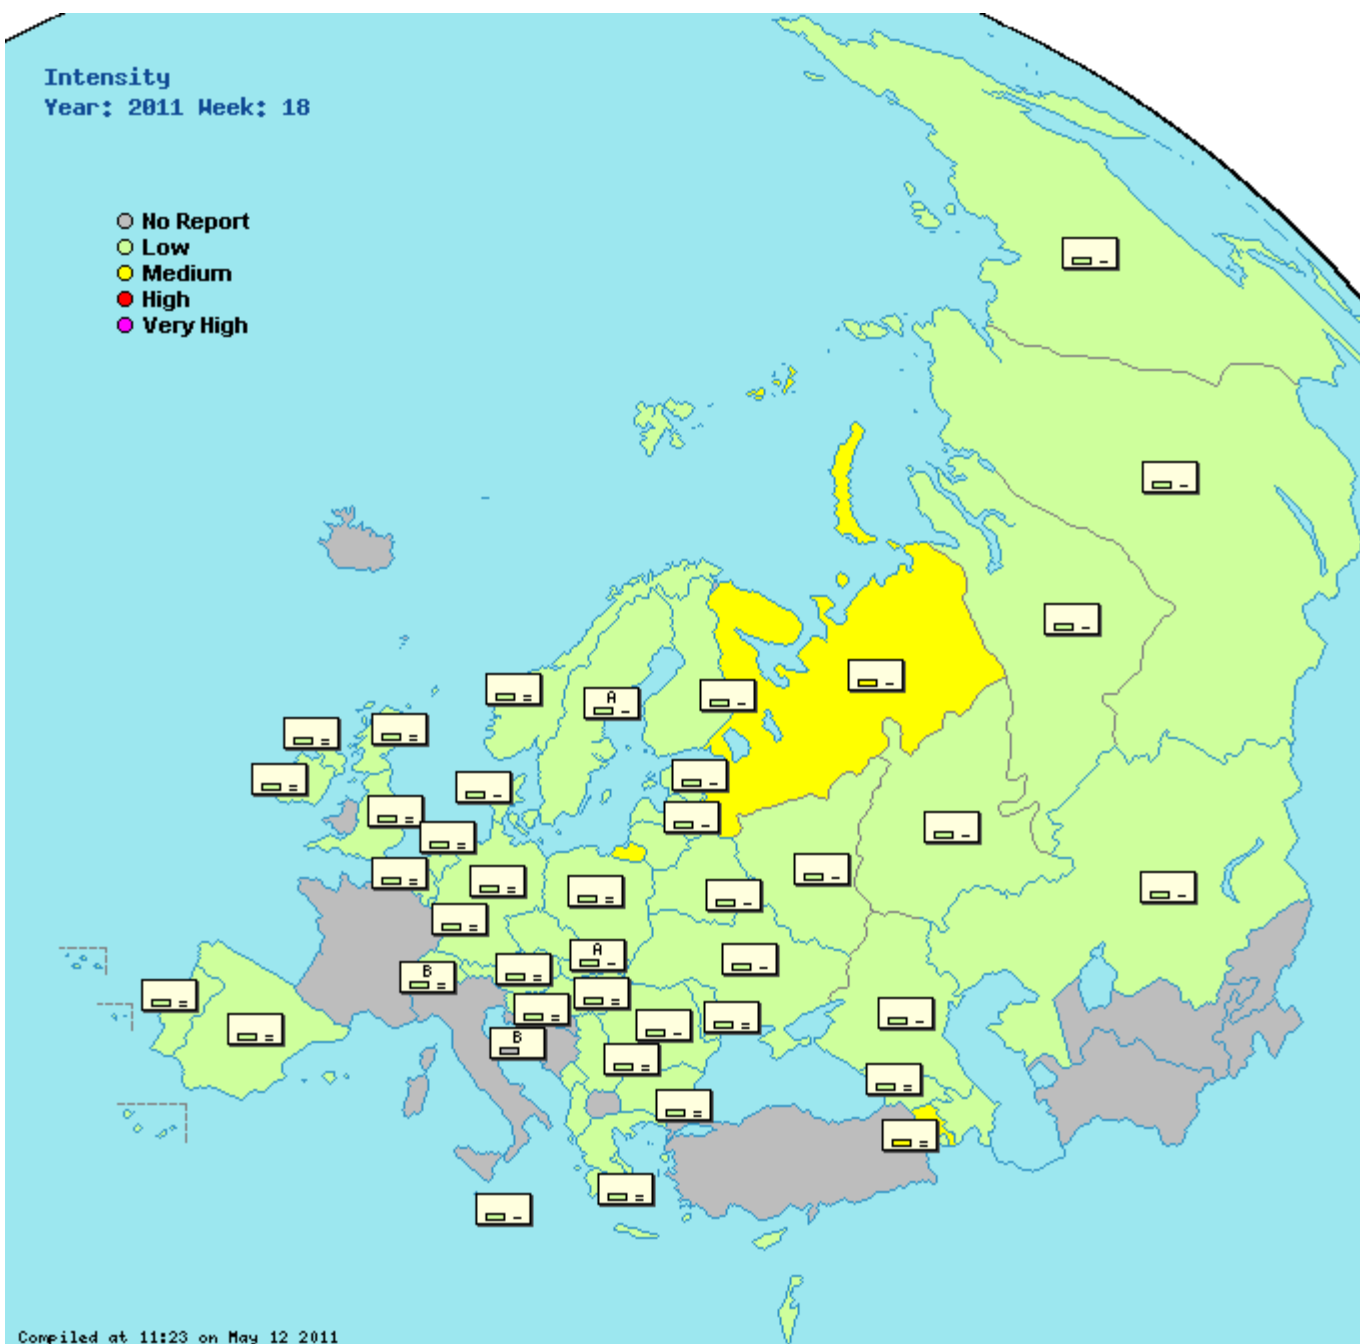 Intensity
Year: 2011 Week: 18
No Report
Low
Medium
High
Very High
A
A
B
B
Compiled at 11:23 on May 12 2011